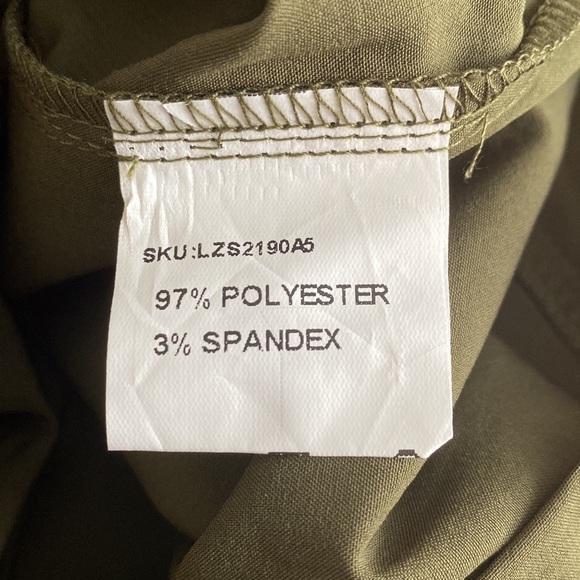 SKU:LZS2190A5
97% POLYESTER
3% SPANDEX